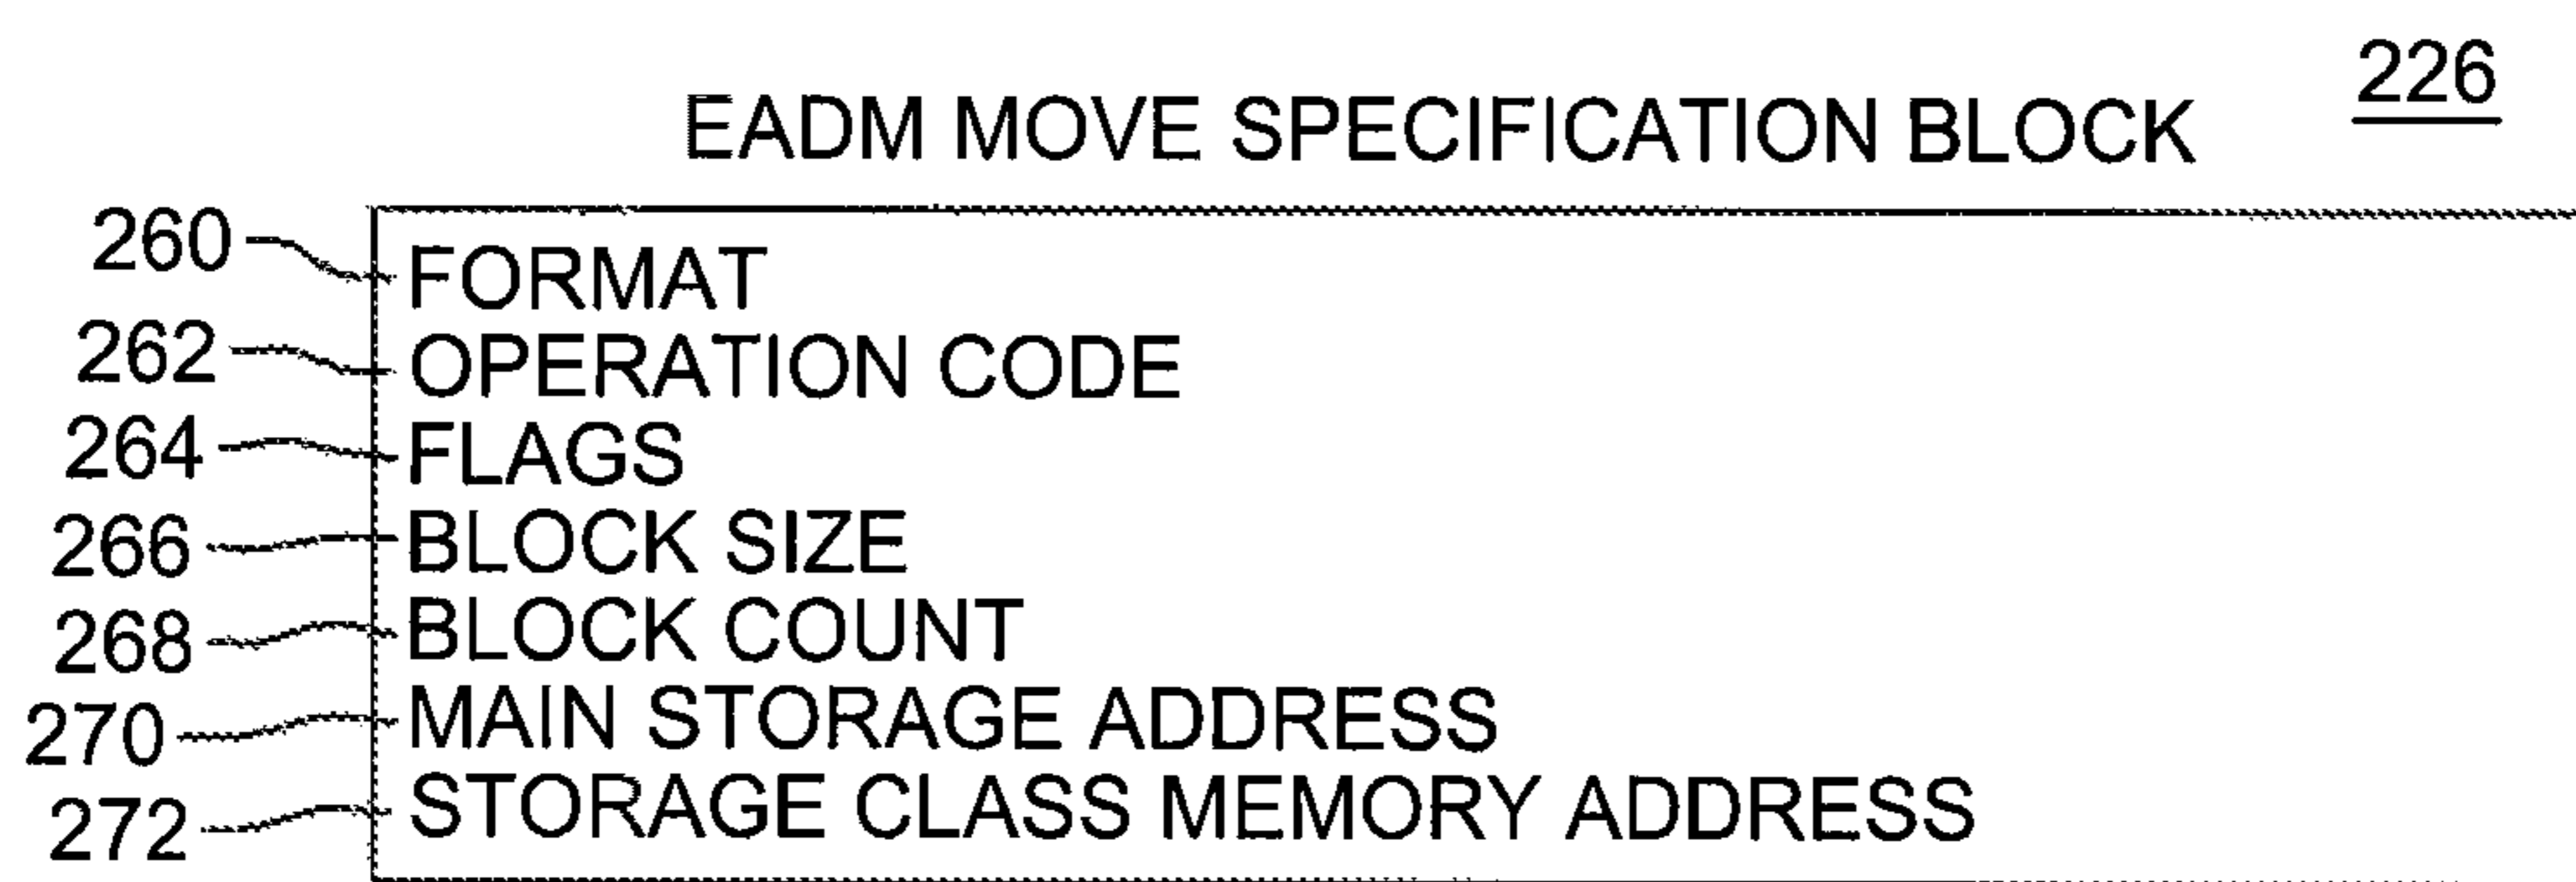 226
EADM MOVE SPECIFICATION BLOCK
260 FORMAT
262 OPERATION CODE
264 FLAGS
266 BLOCK SIZE
268 BLOCK COUNT
270 MAIN STORAGE ADDRESS
272 STORAGE CLASS MEMORY ADDRESS